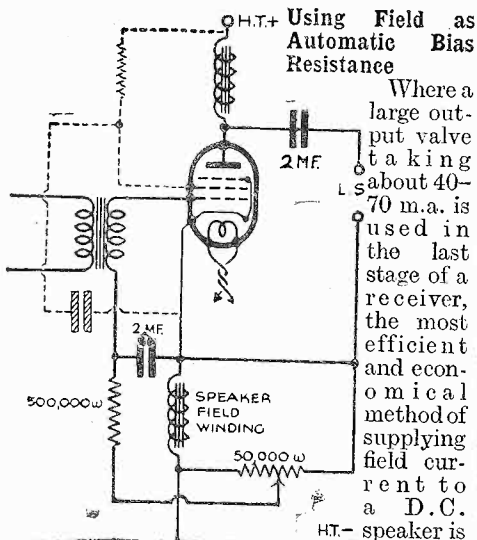 H.T.+
Using Field as
Automatic Bias
Resistance
Where a
large out-
put valve
taking
about 40–
70 m.a. is
used in
the last
stage of a
receiver,
the most
efficient
and econ-
omical
method of
supplying
field cur-
rent to
a D.C.
speaker is
2 MF.
L S
2 MF.
500,000 ω
SPEAKER
FIELD
WINDING
50,000 ω
H.T.–